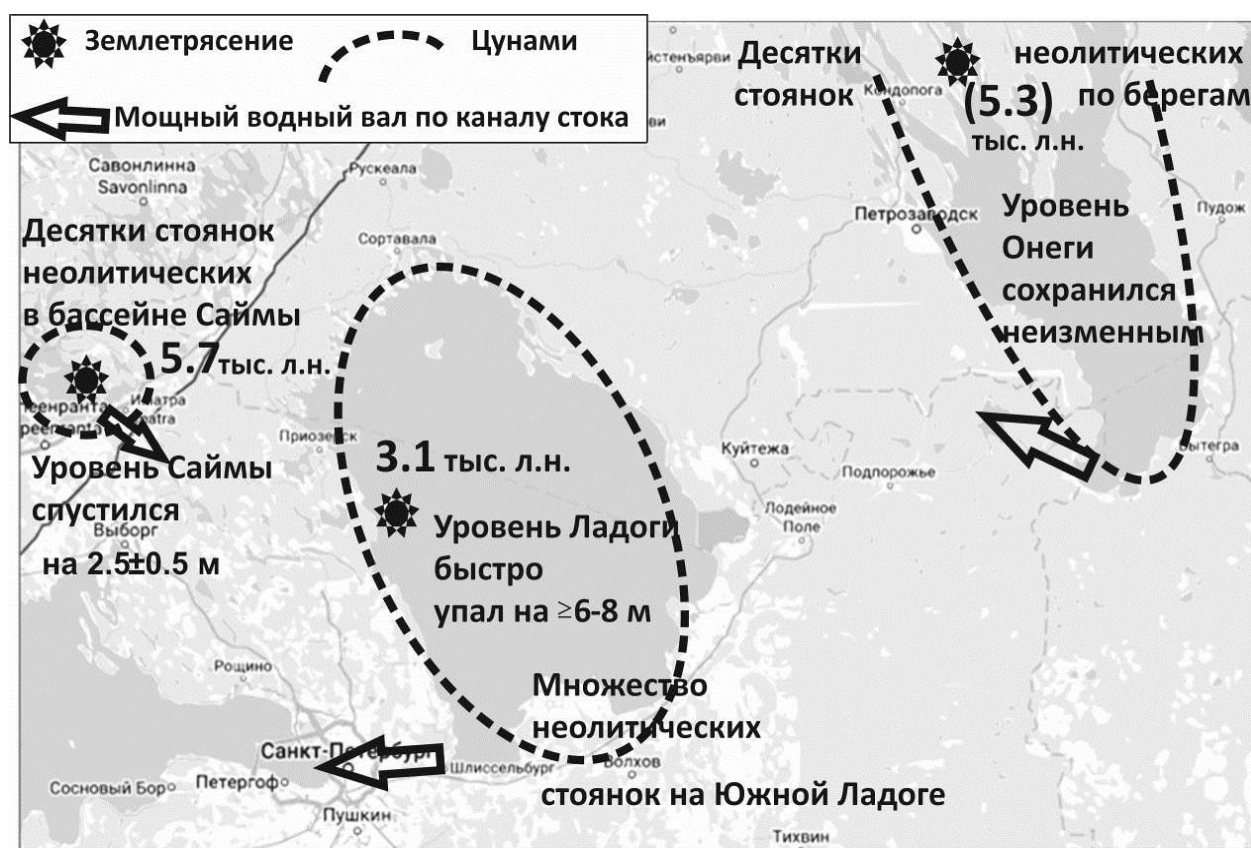 Землетрясение
Цунами
Мощный водный вал по каналу стока
Десятки
стоянок
неолитических
по берегам
(5.3)
тыс. л.н.
Кондопога
Савонлинна
Savonlinna
Рускеала
Сортавала
Петрозаводск
Пудож
Уровень
Онеги
сохранился
неизменным
Десятки стоянок
неолитических
в бассейне Саймы
5.7 тыс. л.н.
Приозерск
Уровень Саймы
спустился
Выборг
на 2.5±0.5 м
3.1 тыс. л.н.
Уровень Ладоги
быстро
упал на ≥6-8 м
Куйтежа
Подпорожье
Вытегра
Лодейное
Поле
Рощино
Множество
неолитических
стоянок на Южной Ладоге
Санкт-Петербург
Шлиссельбург
Волхов
Сосновый Бор
Петергоф
Пушкин
Тихвин